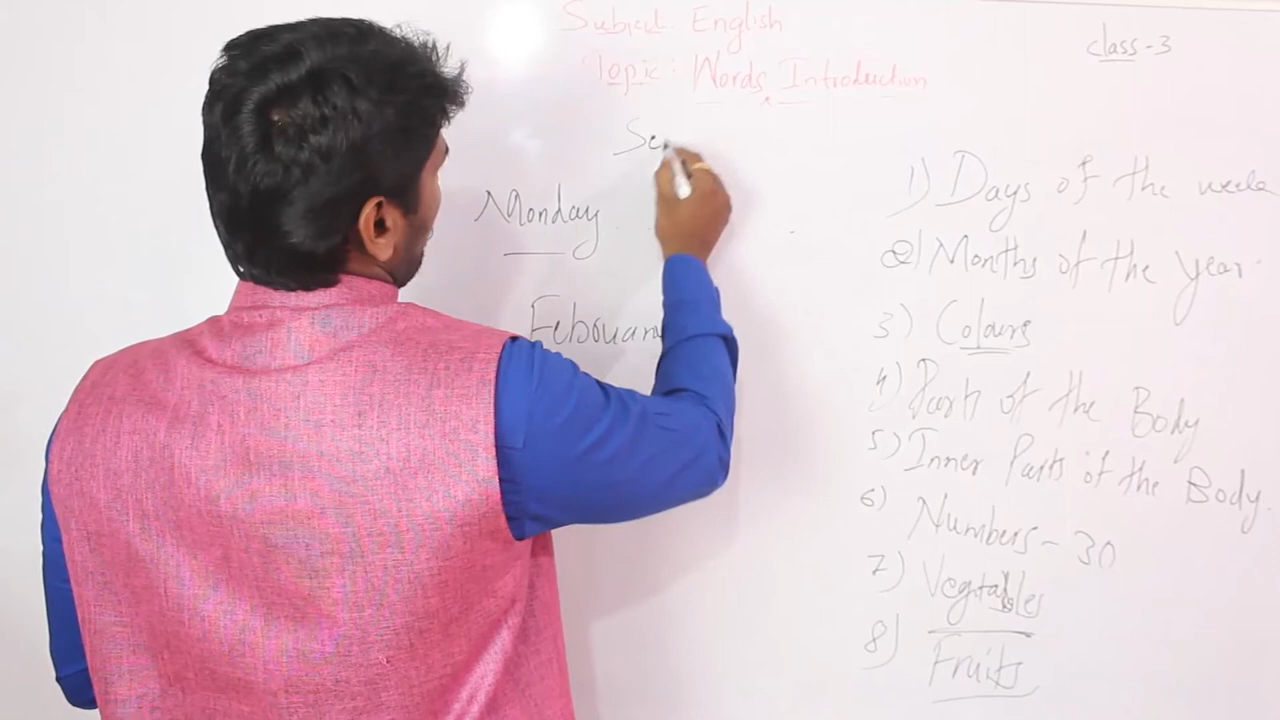 Subject: English
Topic: Words Introduction
class-3
Se
Monday
Febrouary
1) Days of the week
2) Months of the year
3) Colours
4) Parts of the Body
5) Inner Parts of the Body.
6) Numbers - 30
7) Vegtables
8) Fruits